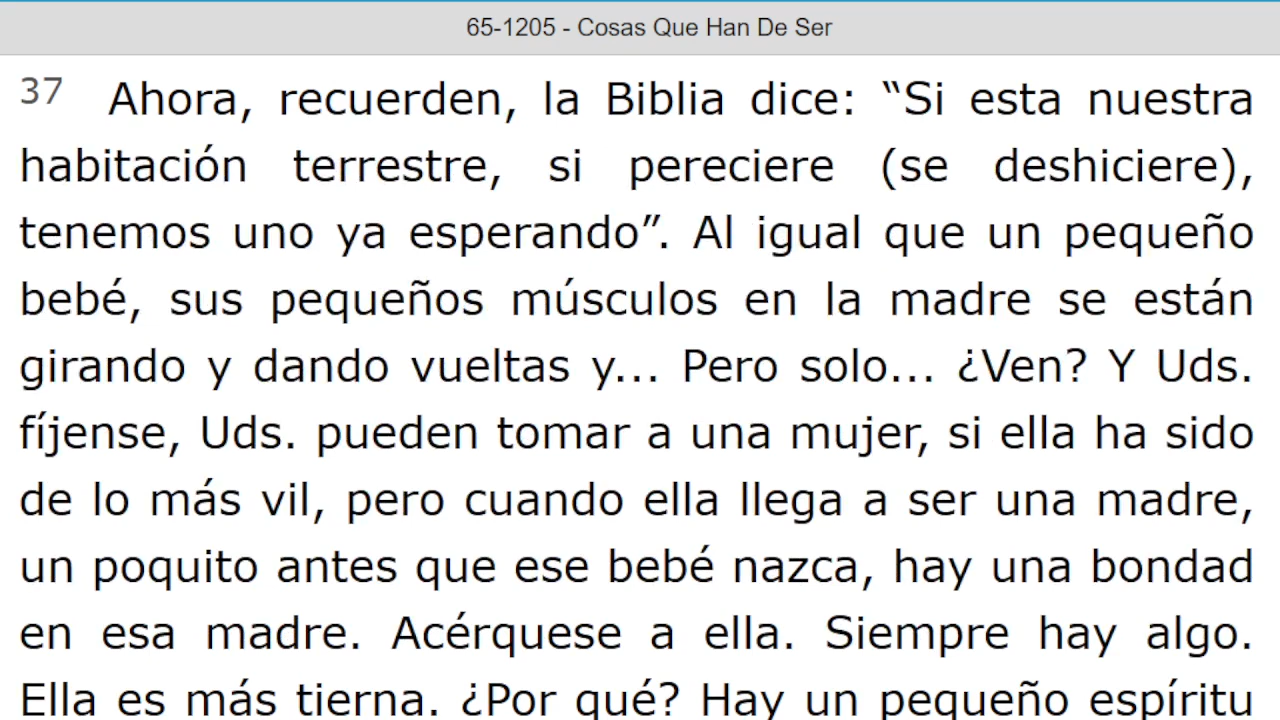 65-1205 - Cosas Que Han De Ser
37 Ahora, recuerden, la Biblia dice: “Si esta nuestra
habitación terrestre, si pereciere (se deshiciere),
tenemos uno ya esperando”. Al igual que un pequeño
bebé, sus pequeños músculos en la madre se están
girando y dando vueltas y... Pero solo... ¿Ven? Y Uds.
fíjense, Uds. pueden tomar a una mujer, si ella ha sido
de lo más vil, pero cuando ella llega a ser una madre,
un poquito antes que ese bebé nazca, hay una bondad
en esa madre. Acérquese a ella. Siempre hay algo.
Ella es más tierna. ¿Por qué? Hay un pequeño espíritu